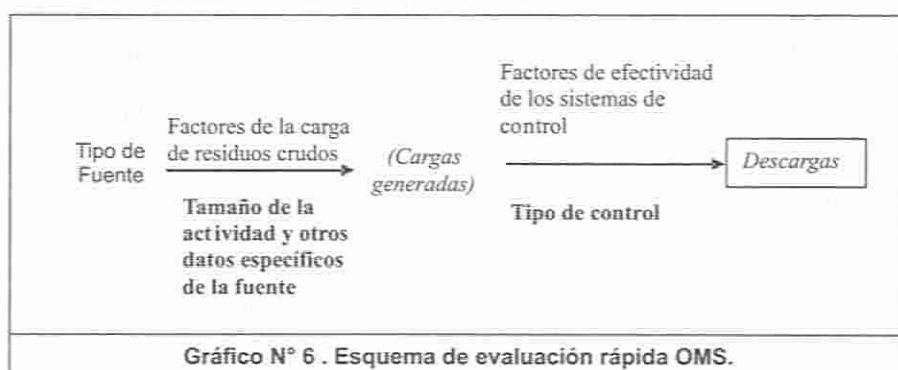 Tipo de
Fuente
Factores de la carga
de residuos crudos
Tamaño de la
actividad y otros
datos específicos
de la fuente
(Cargas
generadas)
Factores de efectividad
de los sistemas de
control
Tipo de control
Descargas
Gráfico N° 6 . Esquema de evaluación rápida OMS.